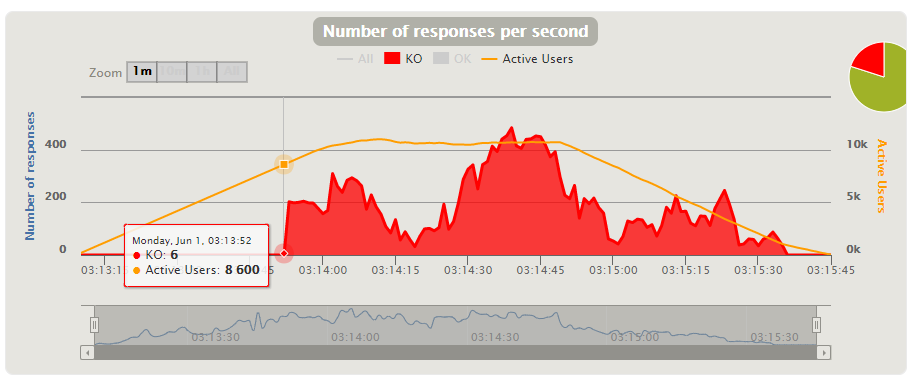 Number of responses per second
All KO OK Active Users
Zoom 1m 10m 1h All
Number of responses
400
200
0
10k
5k
0k
Active Users
Monday, Jun 1, 03:13:52
KO: 6
Active Users: 8 600
03:13:1 :45 03:14:00 03:14:15 03:14:30 03:14:45 03:15:00 03:15:15 03:15:30 03:15:45
03:13:30 03:14:00 03:14:30 03:15:00 03:15:30